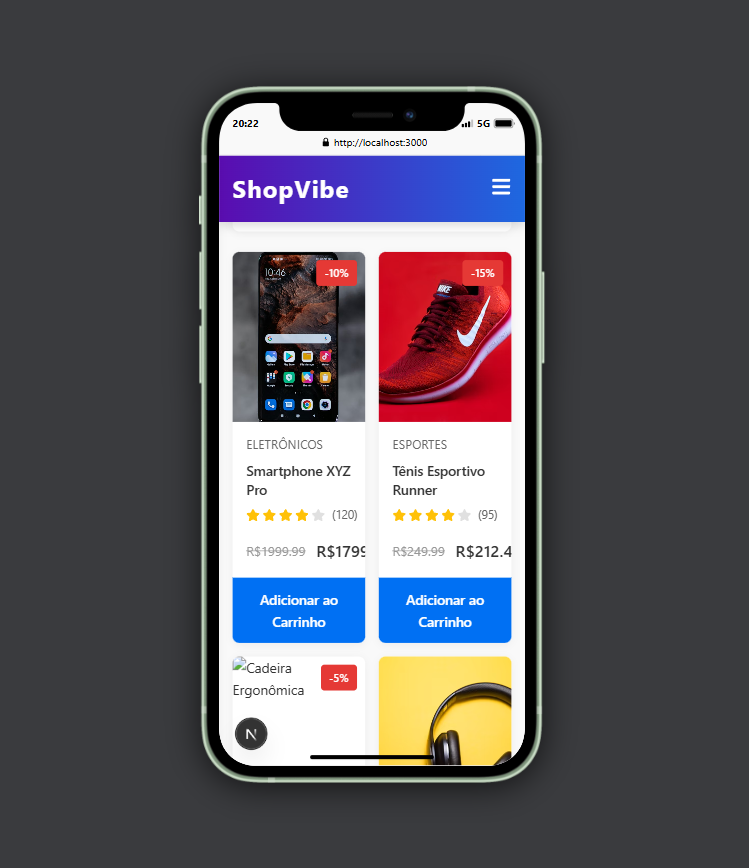 20:22
5G
http://localhost:3000
ShopVibe
10:46
-10%
NIKE
-15%
ELETRÔNICOS
ESPORTES
Smartphone XYZ
Pro
Tênis Esportivo
Runner
(120)
(95)
R$1999.99 R$1799
R$249.99 R$212.4
Adicionar ao
Carrinho
Adicionar ao
Carrinho
Cadeira
Ergonômica
-5%
N